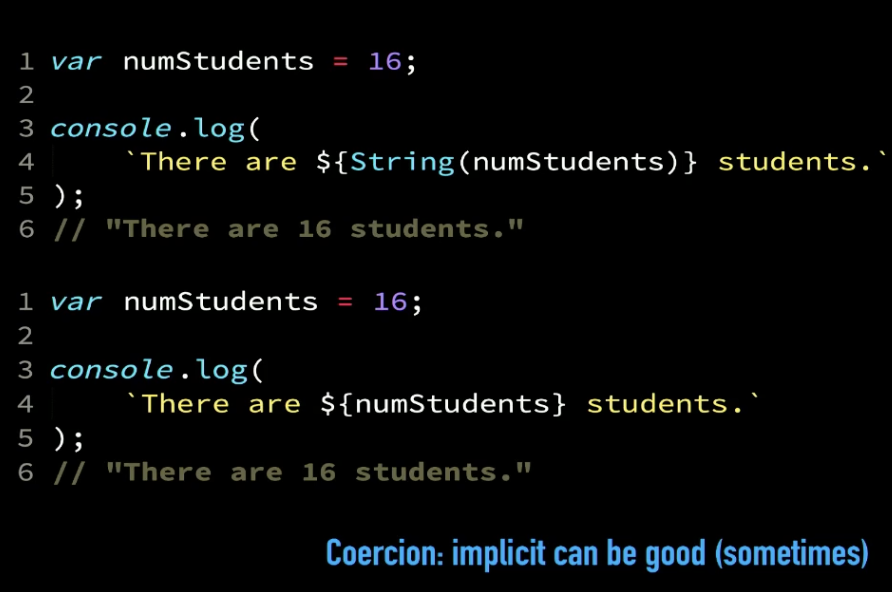 1 var numStudents = 16;
2
3 console.log(
4     `There are ${String(numStudents)} students.`
5 );
6 // "There are 16 students."
1 var numStudents = 16;
2
3 console.log(
4     `There are ${numStudents} students.`
5 );
6 // "There are 16 students."
Coercion: implicit can be good (sometimes)